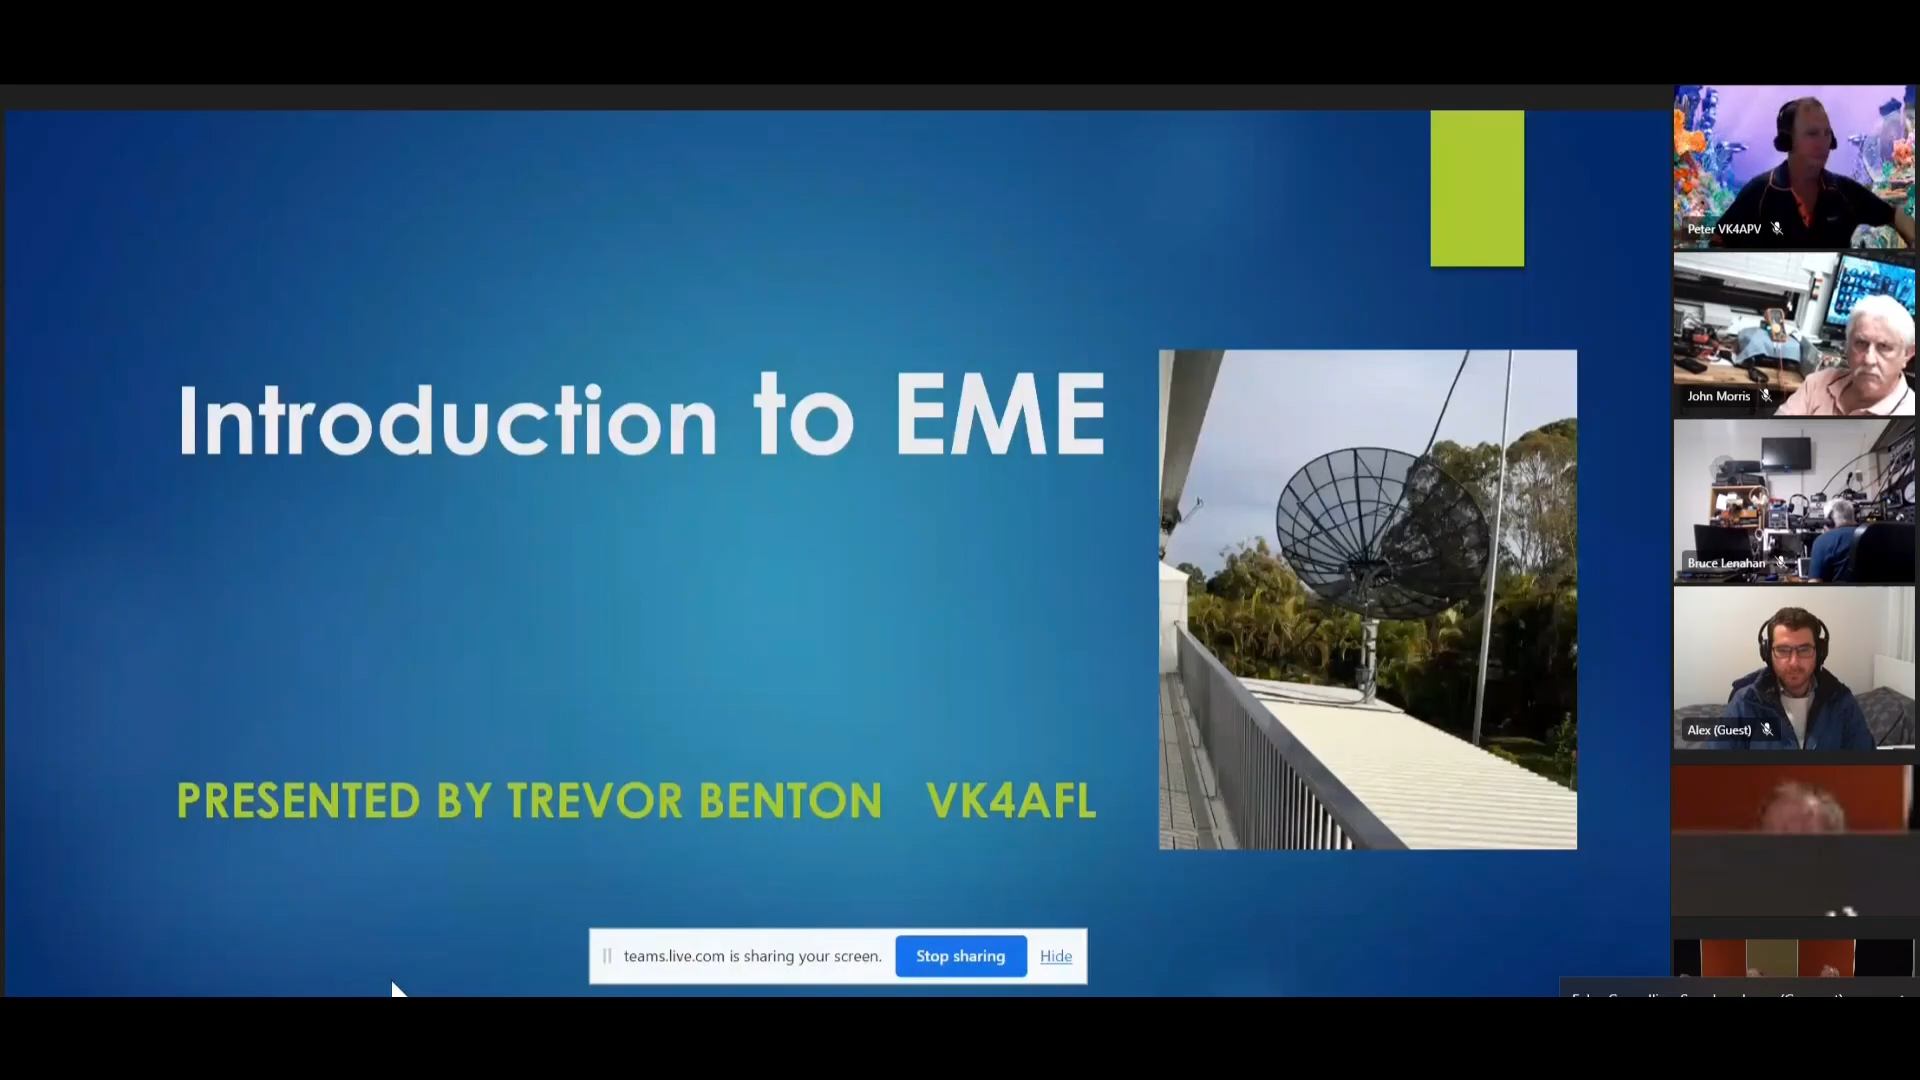 Introduction to EME
PRESENTED BY TREVOR BENTON VK4AFL
teams.live.com is sharing your screen.
Stop sharing
Hide
Peter VK4APV
John Morris
Bruce Lenahan
Alex (Guest)